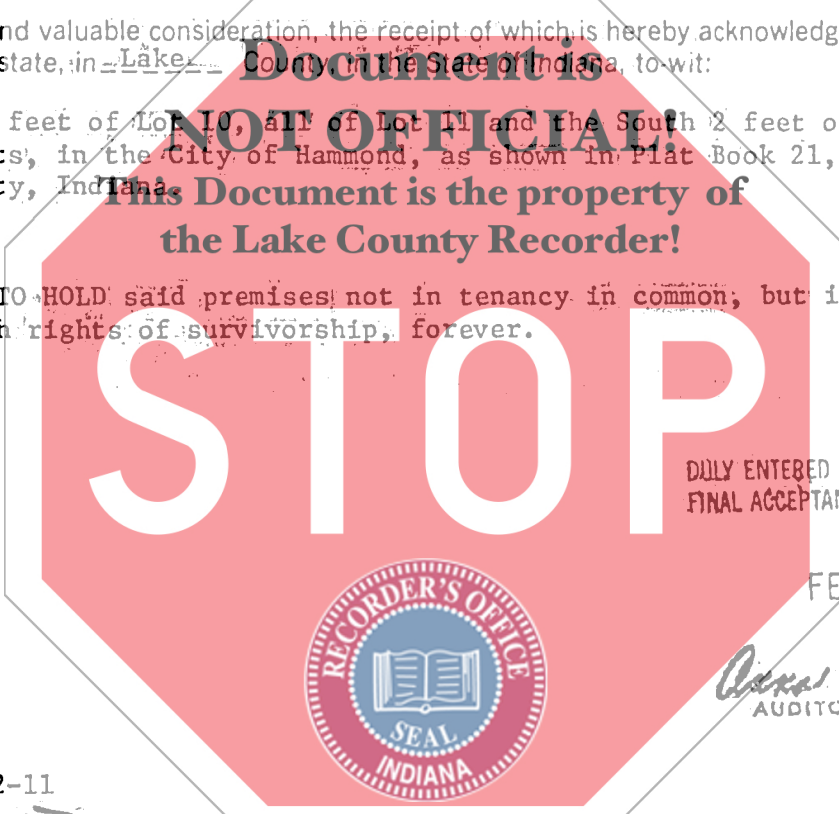 nd valuable consideration, the receipt of which is hereby acknowledg
state, in Lake County, in the State of Indiana, to-wit:
Document is
feet of Lot 10, all of Lot 11 and the South 2 feet o
NOT OFFICIAL!
s, in the City of Hammond, as shown in Plat Book 21,
y, Indiana.
This Document is the property of
the Lake County Recorder!
TO HOLD said premises not in tenancy in common, but i
rights of survivorship, forever.
STOP
DULY ENTERED
FINAL ACCEPTAN
FE
AUDITO
RECORDER'S OFFICE
SEAL
INDIANA
2-11